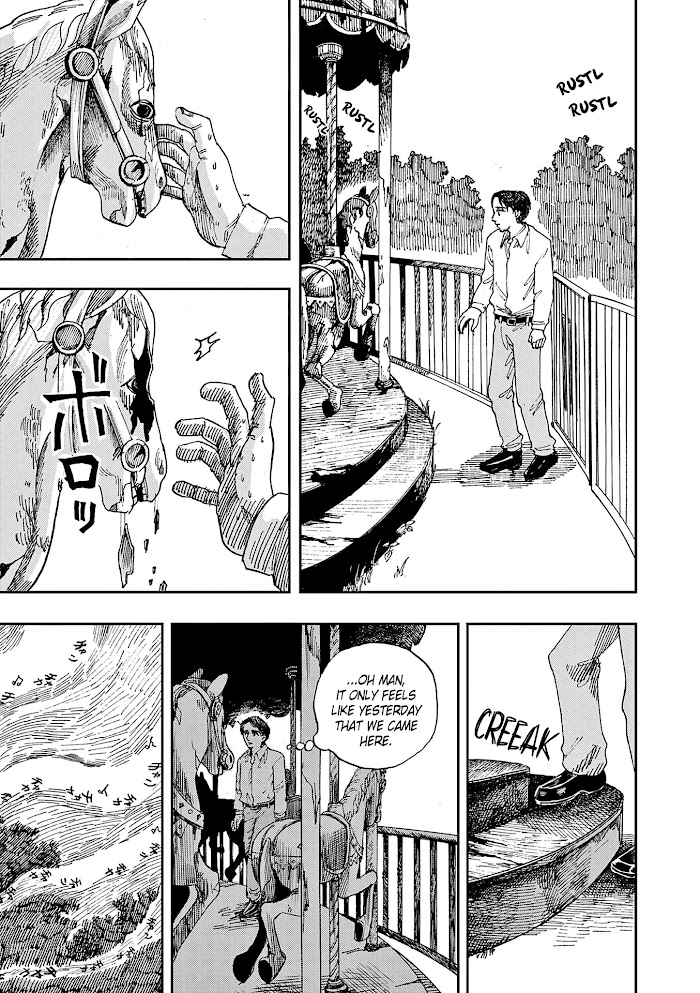 RUSTL
RUSTL
RUSTL
RUSTL
ボロッ
CREEAK
...OH MAN,
IT ONLY FEELS
LIKE YESTERDAY
THAT WE CAME
HERE.